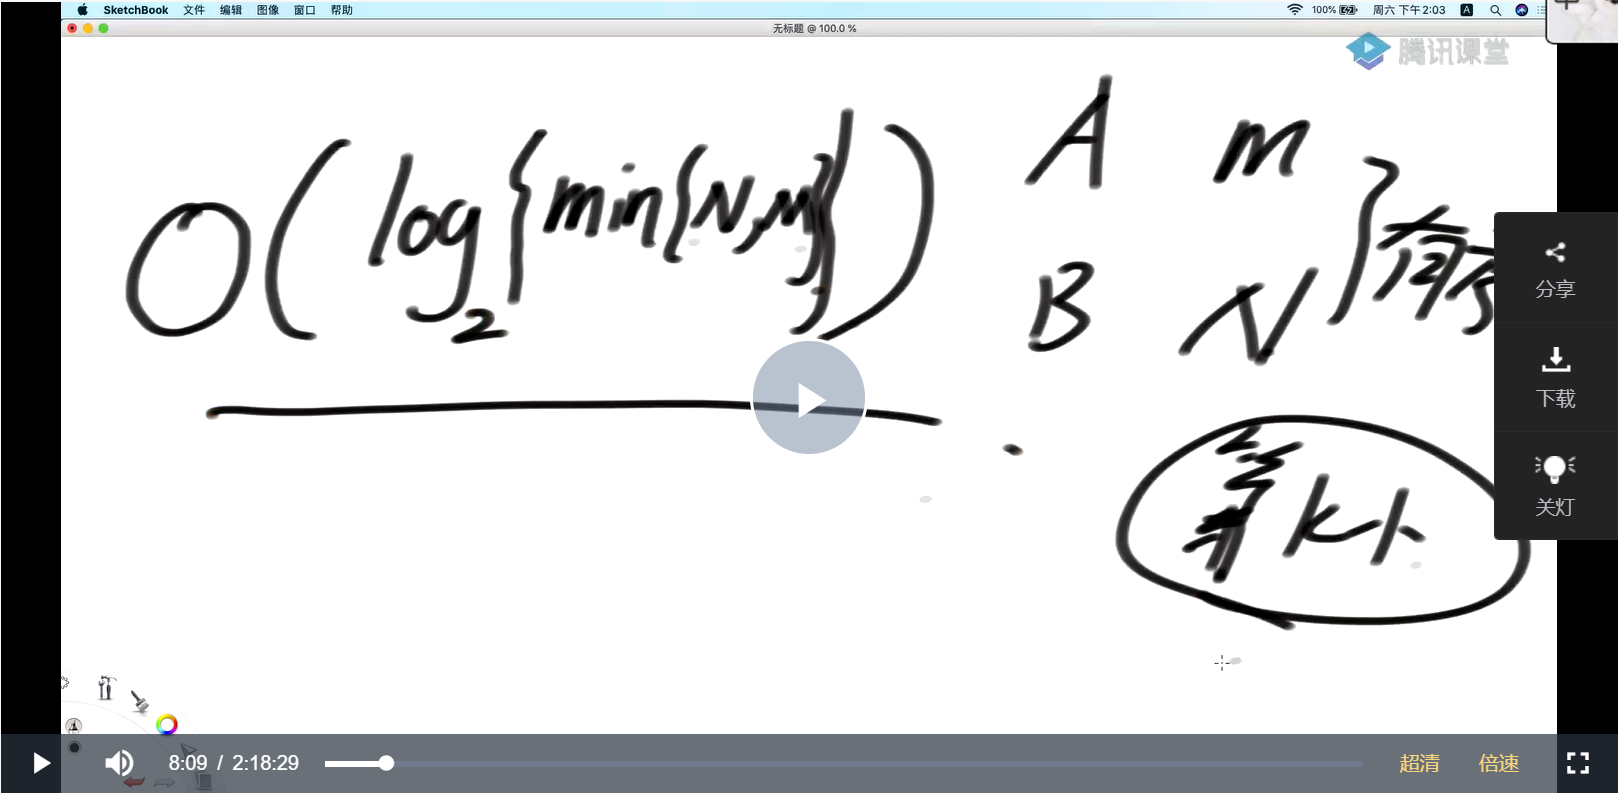 SketchBook 文件 编辑 图像 窗口 帮助 100% 周六 下午2:03 A
无标题 @ 100.0 %
腾讯课堂
O(log₂{min{N,M}}) A M
B N }有序
第K小
分享
下载
关灯
8:09 / 2:18:29 超清 倍速